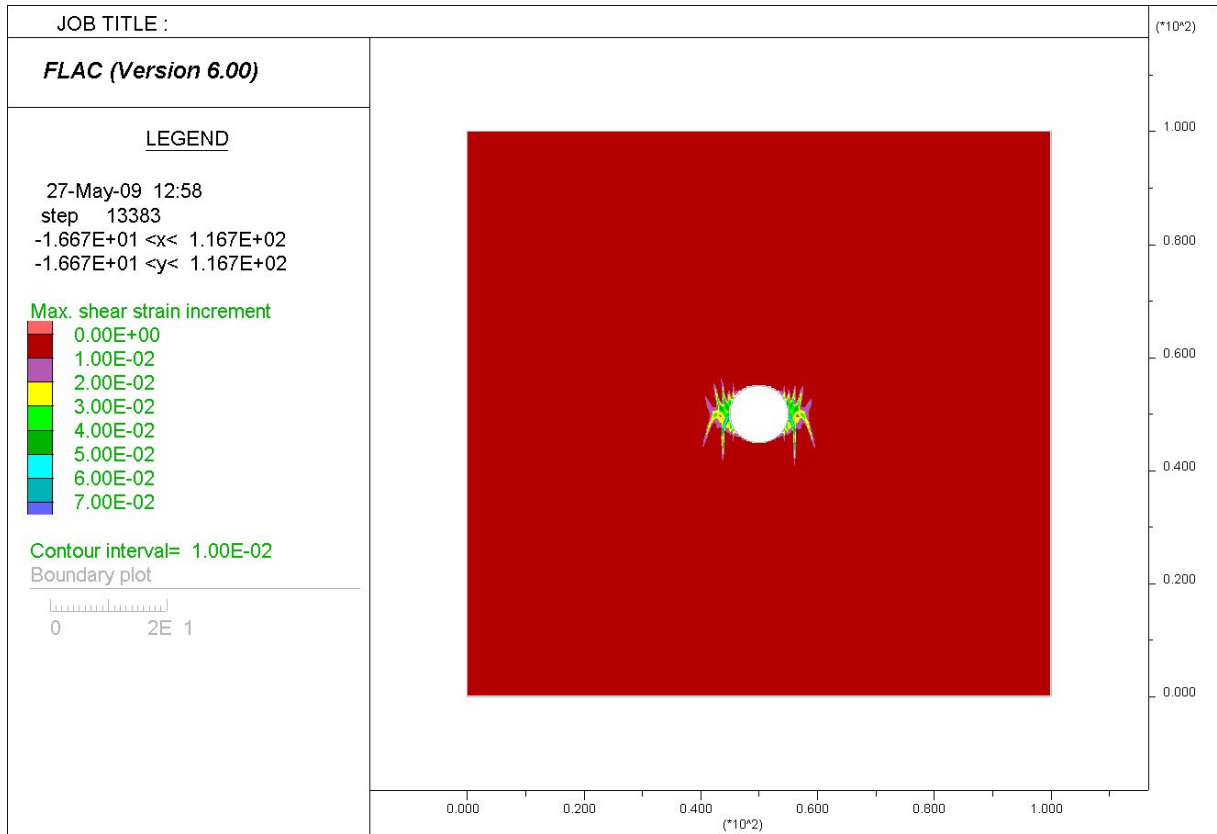 JOB TITLE :
(*10^2)
FLAC (Version 6.00)
LEGEND
27-May-09 12:58
step 13383
-1.667E+01 <x< 1.167E+02
-1.667E+01 <y< 1.167E+02
Max. shear strain increment
0.00E+00
1.00E-02
2.00E-02
3.00E-02
4.00E-02
5.00E-02
6.00E-02
7.00E-02
Contour interval= 1.00E-02
Boundary plot
0 2E 1
1.000
0.800
0.600
0.400
0.200
0.000
0.000 0.200 0.400 0.600 0.800 1.000
(*10^2)